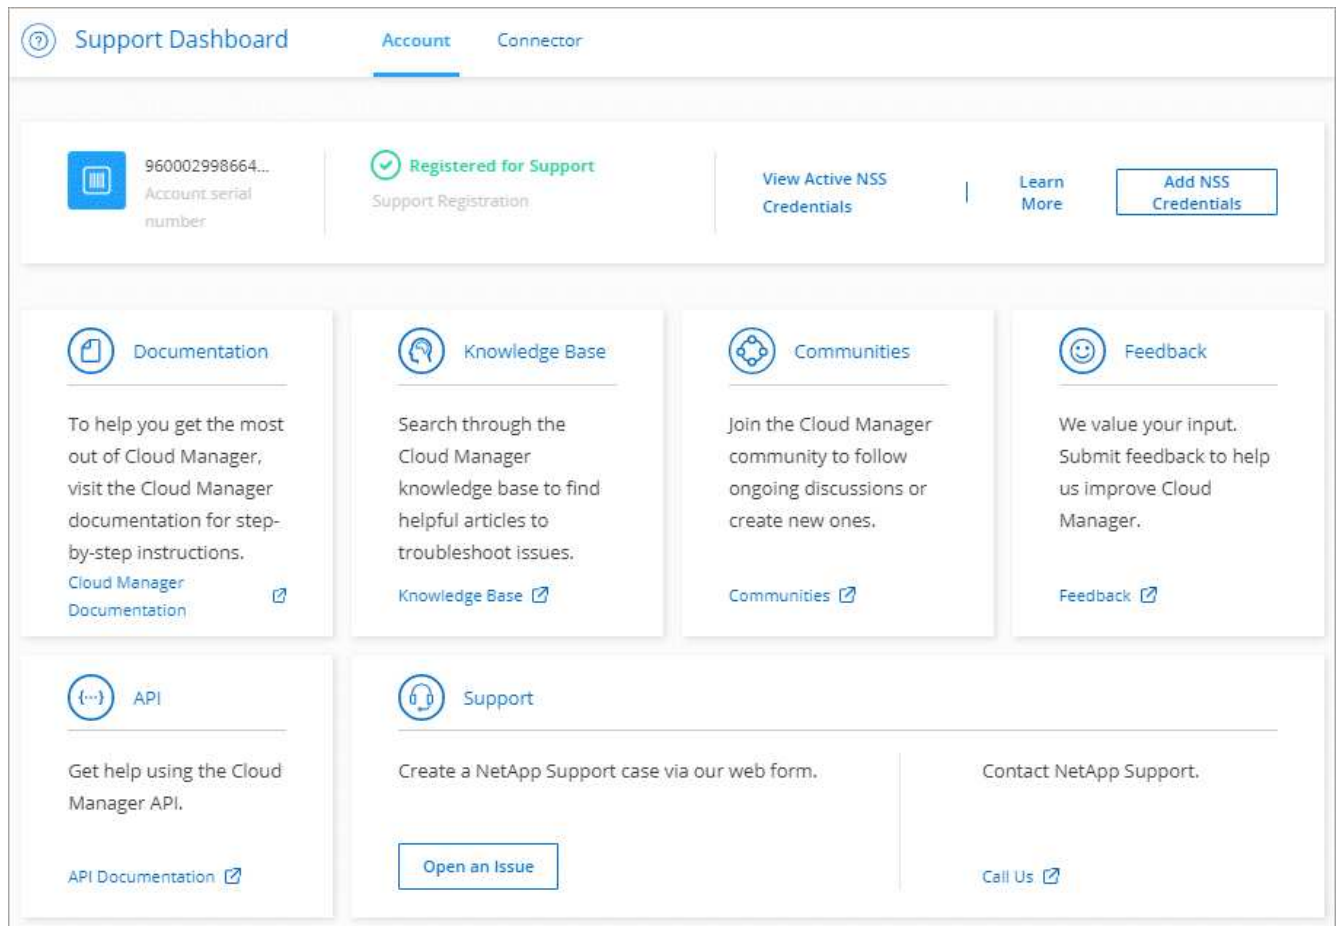 Support Dashboard
Account
Connector
960002998664...
Account serial
number
Registered for Support
Support Registration
View Active NSS
Credentials
Learn
More
Add NSS
Credentials
Documentation
To help you get the most
out of Cloud Manager,
visit the Cloud Manager
documentation for step-
by-step instructions.
Cloud Manager
Documentation
Knowledge Base
Search through the
Cloud Manager
knowledge base to find
helpful articles to
troubleshoot issues.
Knowledge Base
Communities
Join the Cloud Manager
community to follow
ongoing discussions or
create new ones.
Communities
Feedback
We value your input.
Submit feedback to help
us improve Cloud
Manager.
Feedback
API
Get help using the Cloud
Manager API.
API Documentation
Support
Create a NetApp Support case via our web form.
Open an Issue
Contact NetApp Support.
Call Us